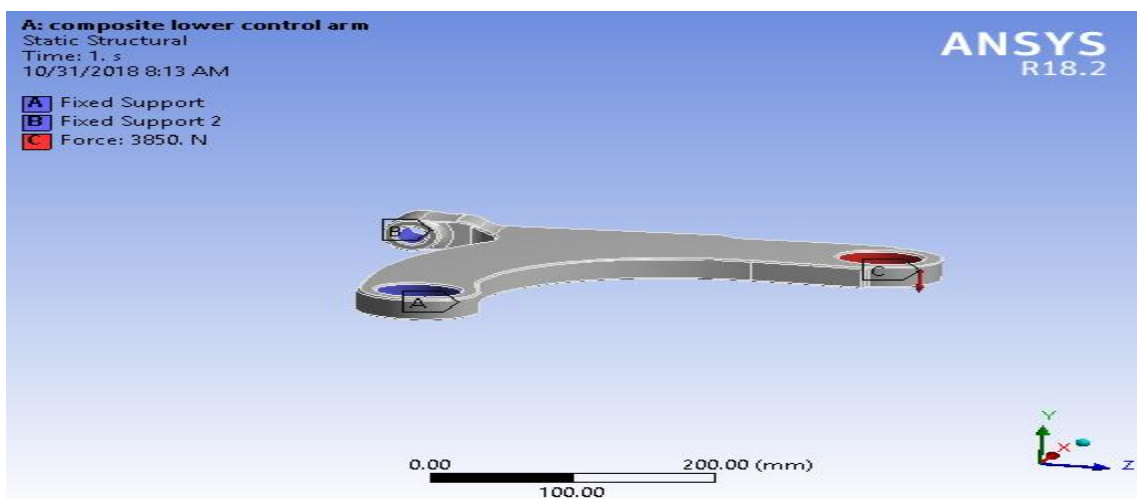 A: composite lower control arm
Static Structural
Time: 1. s
10/31/2018 8:13 AM
A Fixed Support
B Fixed Support 2
C Force: 3850. N
ANSYS
R18.2
B
A
C
0.00 200.00 (mm)
100.00
Y
X
Z